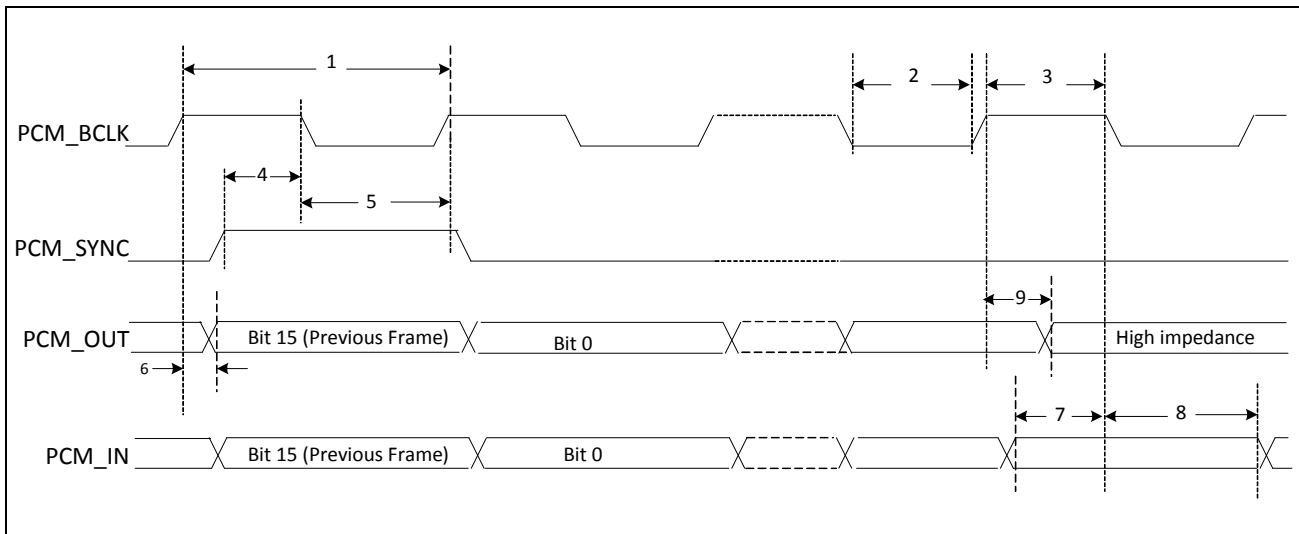 1
2
3
PCM_BCLK
4
5
PCM_SYNC
9
PCM_OUT
Bit 15 (Previous Frame)
Bit 0
High impedance
6
7
8
PCM_IN
Bit 15 (Previous Frame)
Bit 0